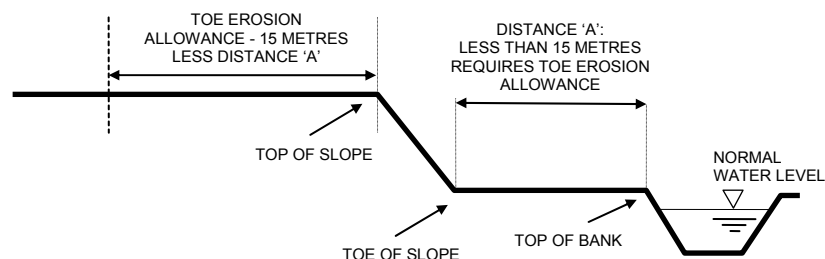 TOE EROSION
ALLOWANCE - 15 METRES
LESS DISTANCE ‘A’
DISTANCE ‘A’:
LESS THAN 15 METRES
REQUIRES TOE EROSION
ALLOWANCE
TOP OF SLOPE
NORMAL
WATER LEVEL
TOE OF SLOPE
TOP OF BANK